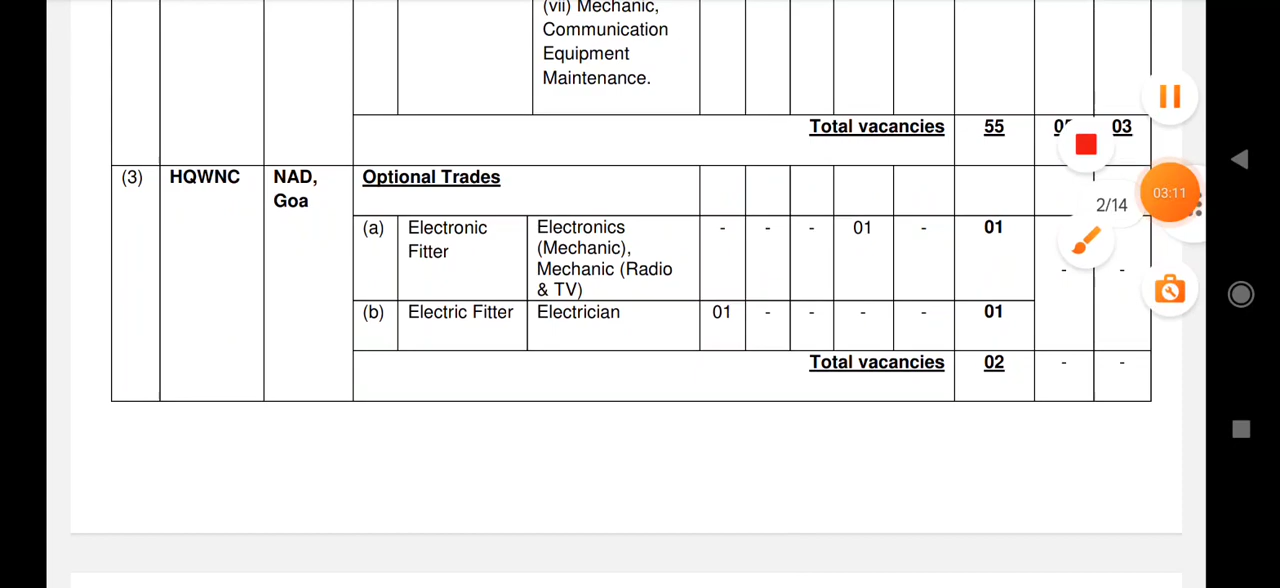 (vii) Mechanic,
Communication
Equipment
Maintenance.
Total vacancies 55 03
(3) HQWNC NAD, Optional Trades
Goa
(a) Electronic Electronics - - - 01 - 01
Fitter (Mechanic),
Mechanic (Radio - -
& TV)
(b) Electric Fitter Electrician 01 - - - - 01
Total vacancies 02 - -
2/14
03:11